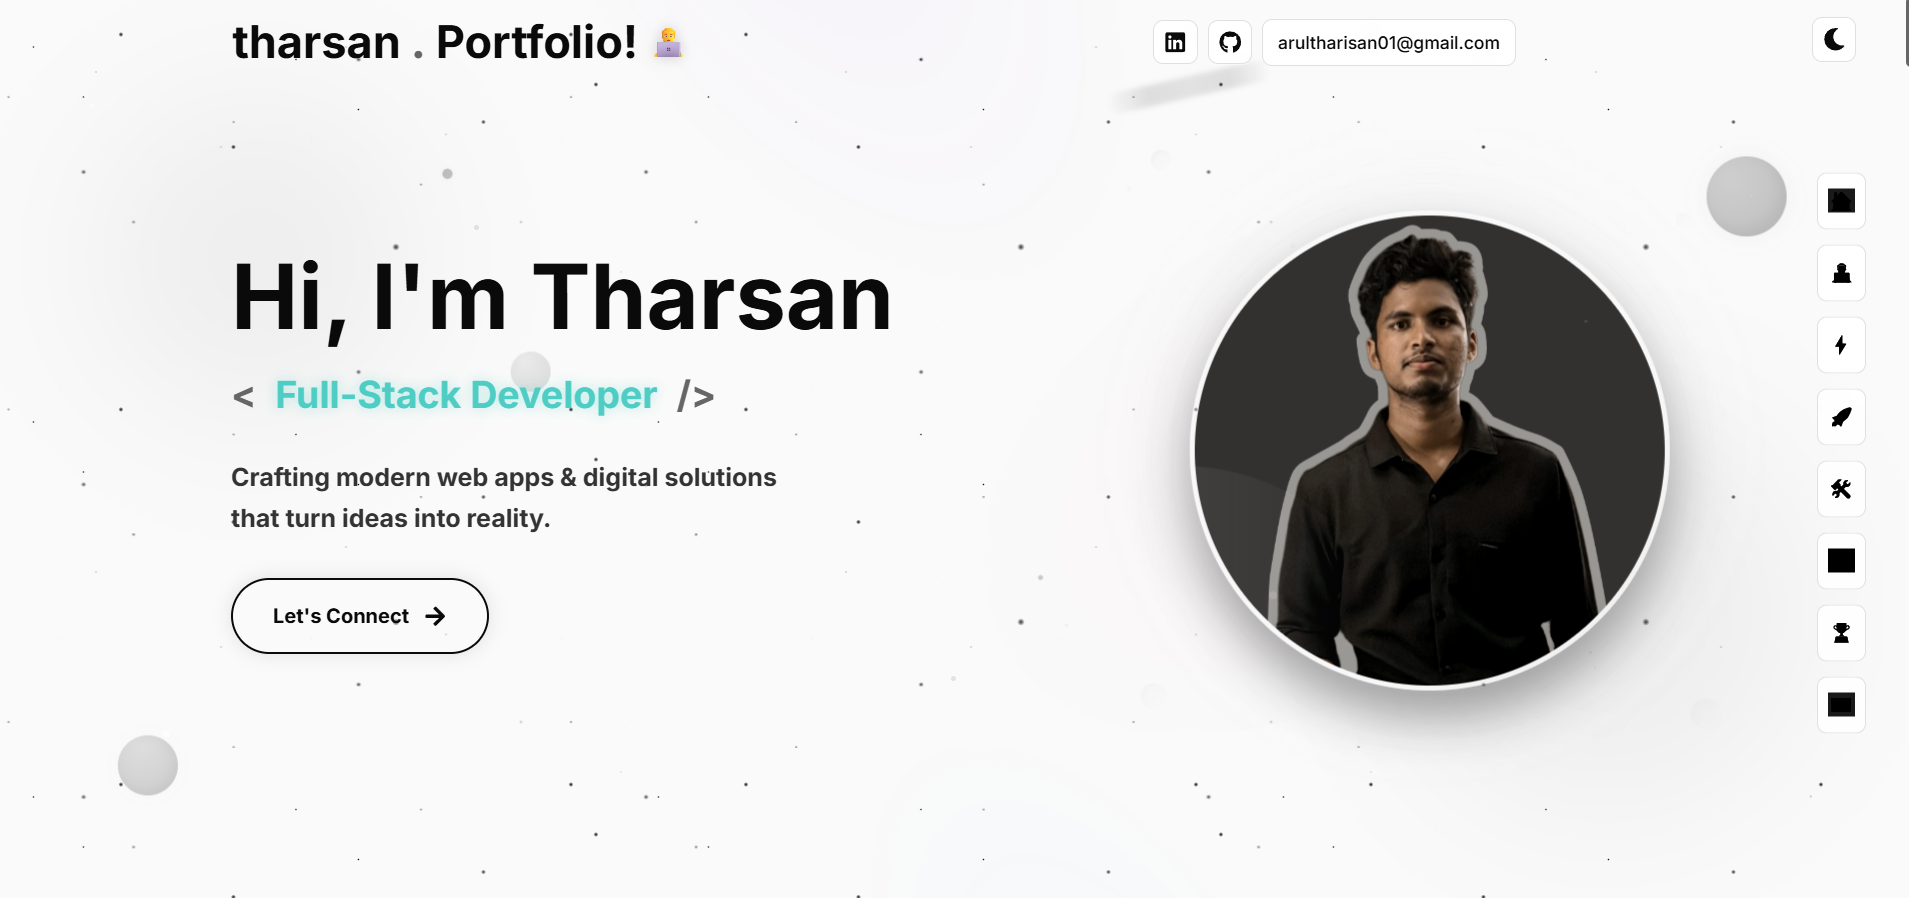 tharsan . Portfolio! 🧑‍💻
arultharisan01@gmail.com
Hi, I'm Tharsan
< Full-Stack Developer />
Crafting modern web apps & digital solutions
that turn ideas into reality.
Let's Connect →